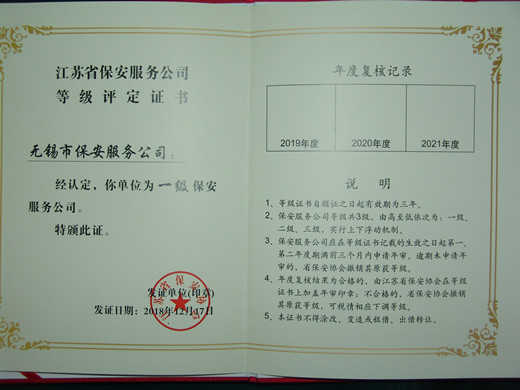 江苏省保安服务公司
等级评定证书
无锡市保安服务公司：
经认定，你单位为一级保安
服务公司。
特颁此证。
发证单位(印章)
发证日期：2018年12月17日
年度复核记录
2019年度 2020年度 2021年度
说 明
1、等级证书自颁证之日起有效期为三年。
2、保安服务公司等级共3级，由高至低依次为：一级、
二级、三级，实行上下浮动机制。
3、保安服务公司应在等级证书记载的生效之日起第一、
第二年度期满前三个月内申请年审。逾期未申请年
审的，省保安协会撤销其原获等级。
4、年度复核结果为合格的，由江苏省保安协会在等级
证书上加盖年审印章；不合格的，省保安协会撤销
其原获等级，可视情相应下调等级。
5、本证书不得涂改、变造或租借、出借转让。